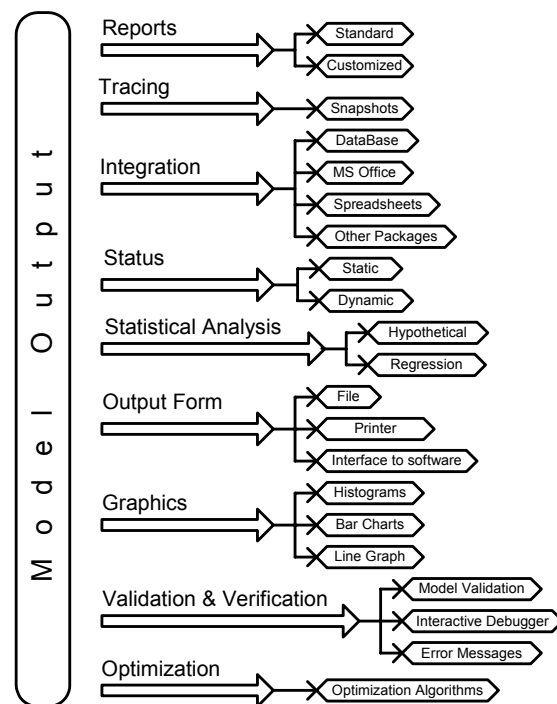 Model Output
Reports
Standard
Customized
Tracing
Snapshots
Integration
DataBase
MS Office
Spreadsheets
Other Packages
Status
Static
Dynamic
Statistical Analysis
Hypothetical
Regression
Output Form
File
Printer
Interface to software
Graphics
Histograms
Bar Charts
Line Graph
Validation & Verification
Model Validation
Interactive Debugger
Error Messages
Optimization
Optimization Algorithms